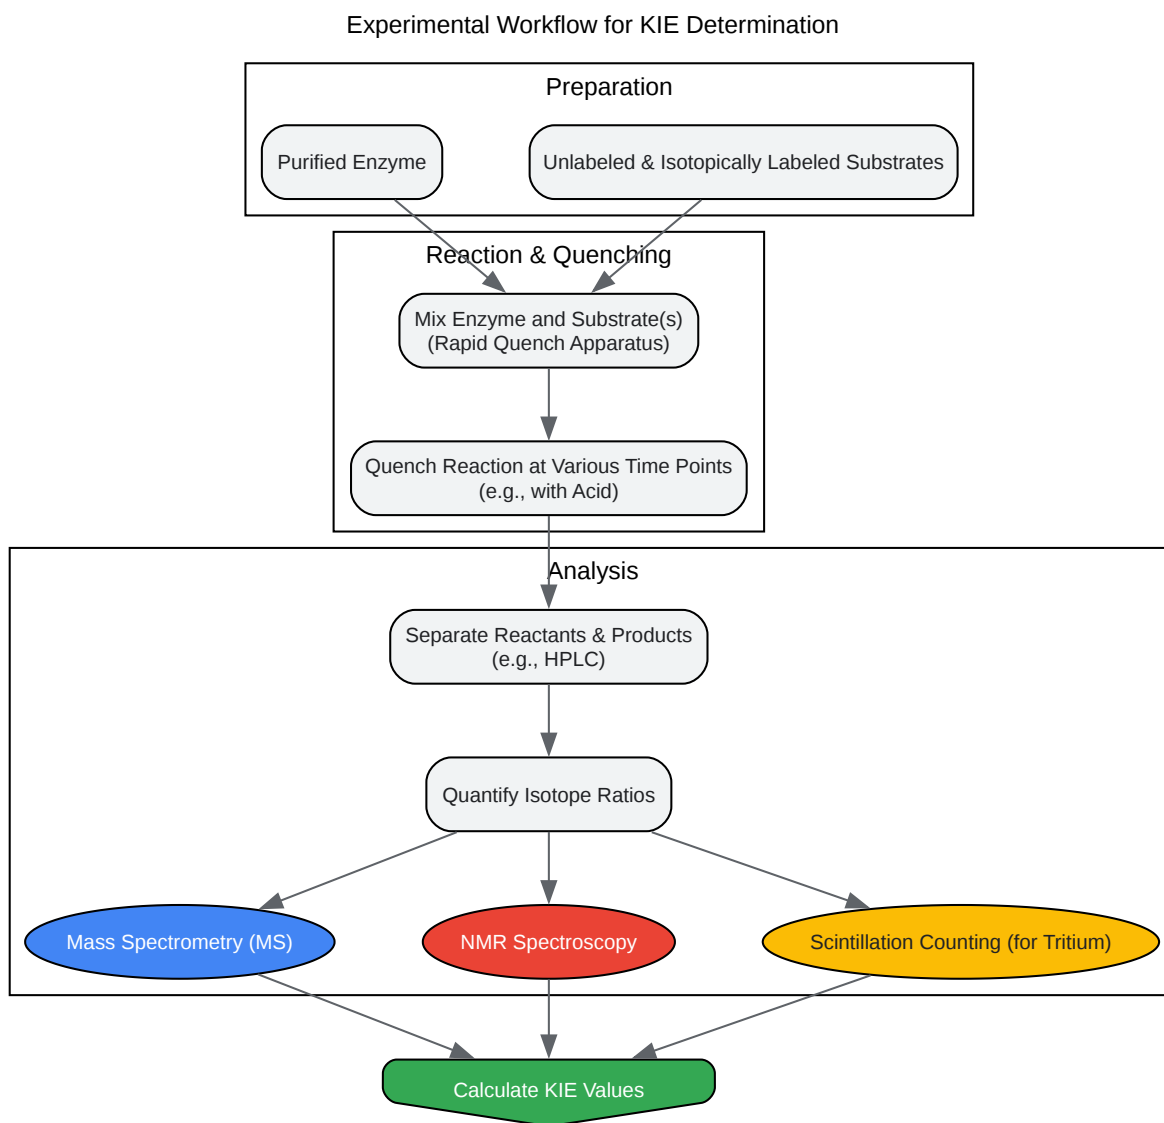 Experimental Workflow for KIE Determination
Preparation
Purified Enzyme
Unlabeled & Isotopically Labeled Substrates
Reaction & Quenching
Mix Enzyme and Substrate(s)
(Rapid Quench Apparatus)
Quench Reaction at Various Time Points
(e.g., with Acid)
Analysis
Separate Reactants & Products
(e.g., HPLC)
Quantify Isotope Ratios
Mass Spectrometry (MS)
NMR Spectroscopy
Scintillation Counting (for Tritium)
Calculate KIE Values